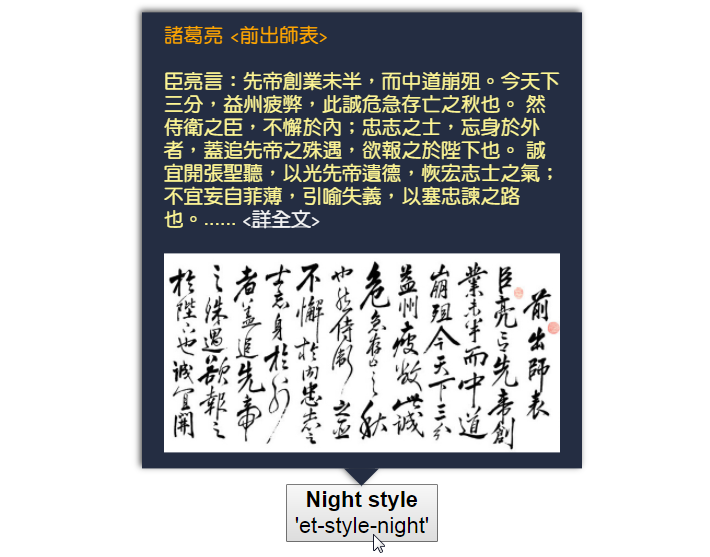 諸葛亮 <前出師表>
臣亮言：先帝創業未半，而中道崩殂。今天下
三分，益州疲弊，此誠危急存亡之秋也。 然
侍衛之臣，不懈於內；忠志之士，忘身於外
者，蓋追先帝之殊遇，欲報之於陛下也。 誠
宜開張聖聽，以光先帝遺德，恢宏志士之氣；
不宜妄自菲薄，引喻失義，以塞忠諫之路
也。...... <詳全文>
前出師表
臣亮言先帝創
業未半而中道
崩殂今天下三分
益州疲敝此誠
危急存亡之秋
也然侍衛之臣
不懈於內忠志之
士忘身於外
者蓋追先帝
之殊遇欲報之
於陛下也誠宜開
Night style
'et-style-night'